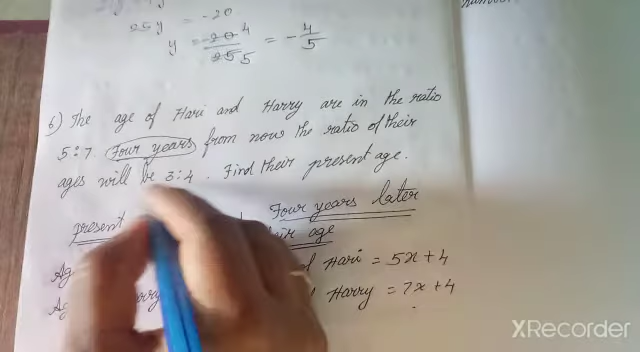 25y = -20
y = -20 4 / 25 5 = - 4/5
6) The age of Hari and Harry are in the ratio
5:7. Four years from now the ratio of their
ages will be 3:4. Find their present age.
present Four years later
age
Hari = 5x+4
Harry = 7x+4
XRecorder